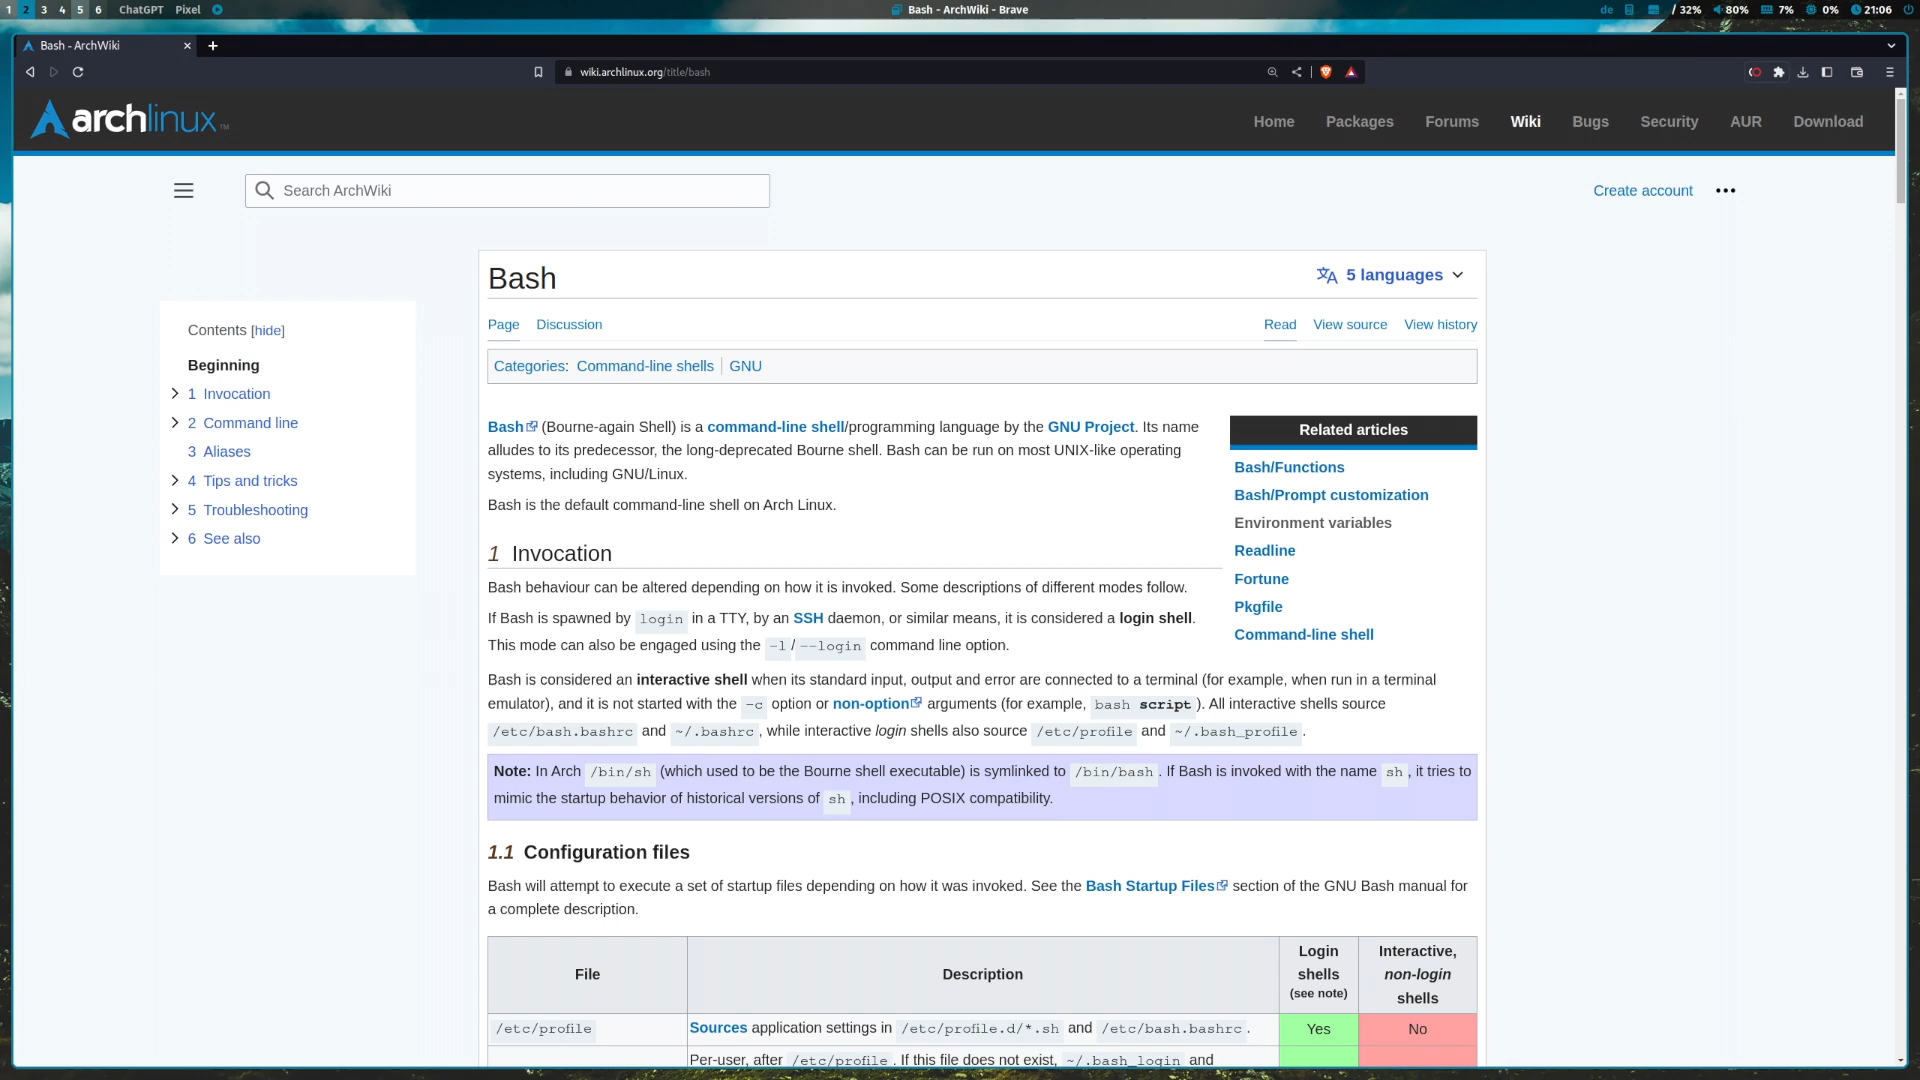 1 2 3 4 5 6 ChatGPT Pixel
Bash - ArchWiki - Brave
de / 32% 80% 7% 0% 21:06
Bash - ArchWiki
wiki.archlinux.org/title/bash
archlinux TM
Home Packages Forums Wiki Bugs Security AUR Download
Search ArchWiki
Create account
Bash
5 languages
Page Discussion
Read View source View history
Categories: Command-line shells GNU
Contents [hide]
Beginning
1 Invocation
2 Command line
3 Aliases
4 Tips and tricks
5 Troubleshooting
6 See also
Bash (Bourne-again Shell) is a command-line shell/programming language by the GNU Project. Its name
alludes to its predecessor, the long-deprecated Bourne shell. Bash can be run on most UNIX-like operating
systems, including GNU/Linux.
Bash is the default command-line shell on Arch Linux.
Related articles
Bash/Functions
Bash/Prompt customization
Environment variables
Readline
Fortune
Pkgfile
Command-line shell
1 Invocation
Bash behaviour can be altered depending on how it is invoked. Some descriptions of different modes follow.
If Bash is spawned by login in a TTY, by an SSH daemon, or similar means, it is considered a login shell.
This mode can also be engaged using the -l/--login command line option.
Bash is considered an interactive shell when its standard input, output and error are connected to a terminal (for example, when run in a terminal
emulator), and it is not started with the -c option or non-option arguments (for example, bash script). All interactive shells source
/etc/bash.bashrc and ~/.bashrc, while interactive login shells also source /etc/profile and ~/.bash_profile.
Note: In Arch /bin/sh (which used to be the Bourne shell executable) is symlinked to /bin/bash. If Bash is invoked with the name sh, it tries to
mimic the startup behavior of historical versions of sh, including POSIX compatibility.
1.1 Configuration files
Bash will attempt to execute a set of startup files depending on how it was invoked. See the Bash Startup Files section of the GNU Bash manual for
a complete description.
File
Description
Login
shells
(see note)
Interactive,
non-login
shells
/etc/profile
Sources application settings in /etc/profile.d/*.sh and /etc/bash.bashrc.
Yes
No
Per-user, after /etc/profile. If this file does not exist, ~/.bash_login and